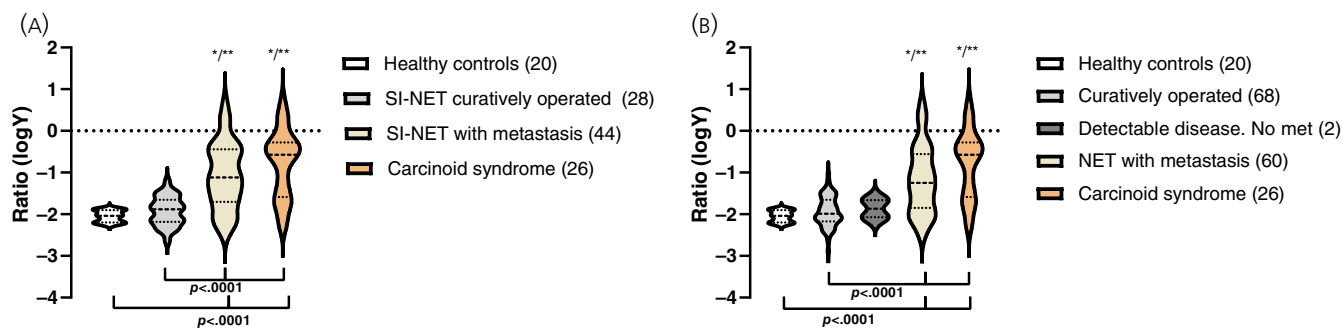 (A)
*/** */**
Ratio (logY)
2
1
0
−1
−2
−3
−4
p<.0001
p<.0001
Healthy controls (20)
SI-NET curatively operated (28)
SI-NET with metastasis (44)
Carcinoid syndrome (26)
(B)
*/** */**
Ratio (logY)
2
1
0
−1
−2
−3
−4
p<.0001
p<.0001
Healthy controls (20)
Curatively operated (68)
Detectable disease. No met (2)
NET with metastasis (60)
Carcinoid syndrome (26)